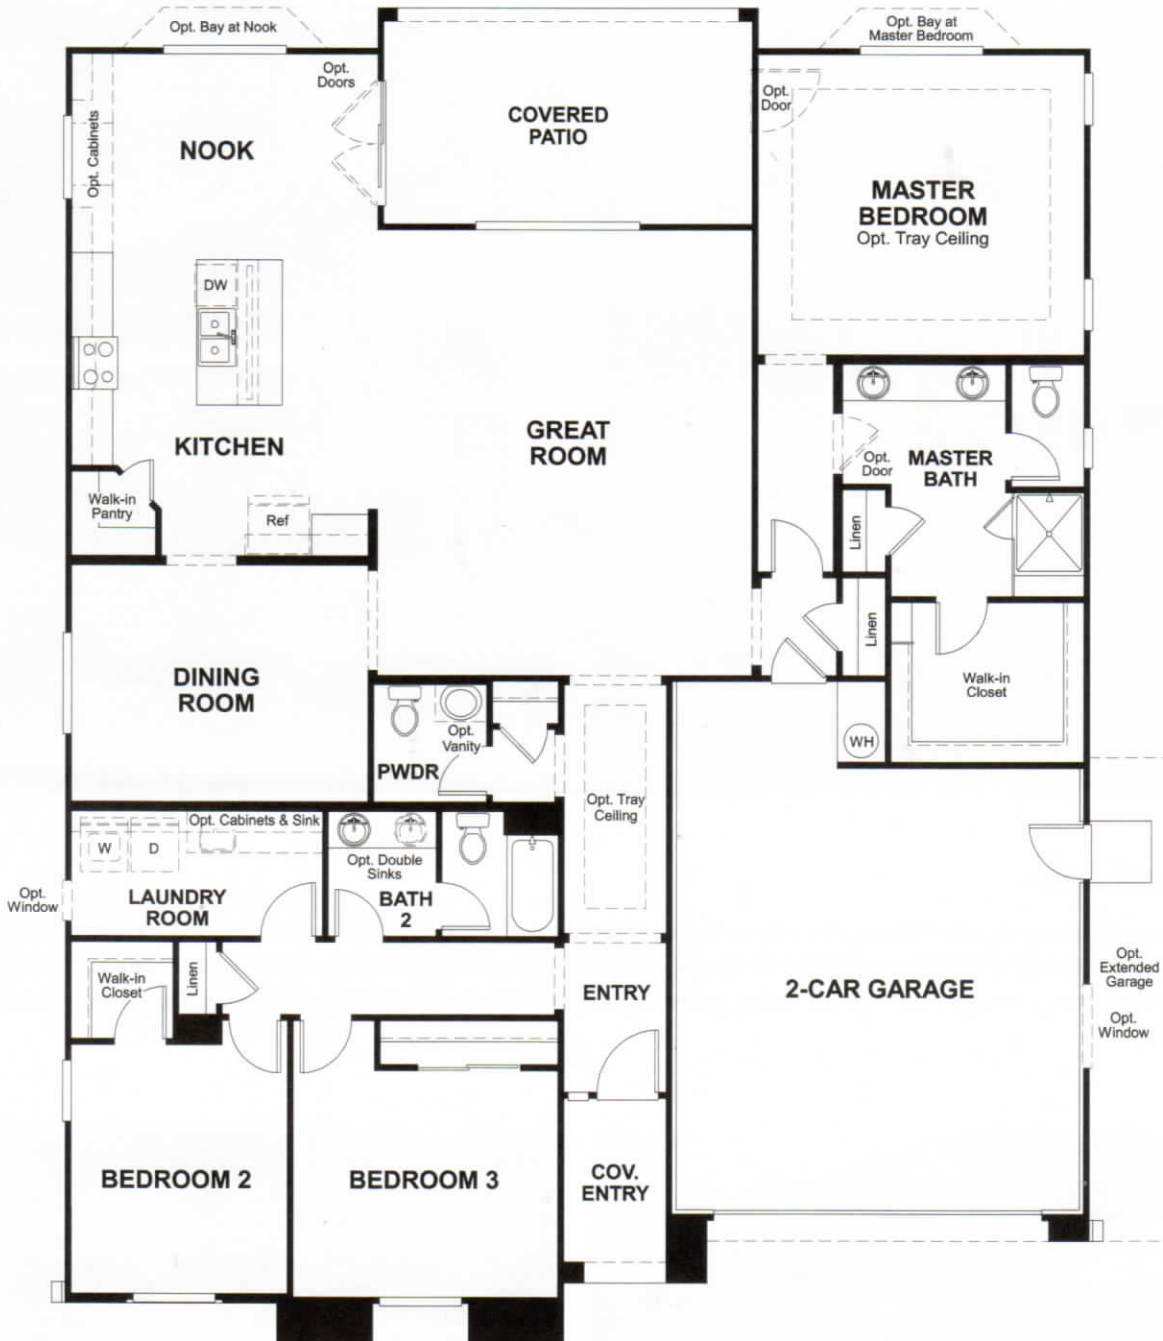 Opt. Bay at Nook
Opt. Bay at
Master Bedroom
Opt.
Doors
Opt.
Door
COVERED
PATIO
Opt. Cabinets
NOOK
MASTER
BEDROOM
Opt. Tray Ceiling
DW
KITCHEN
GREAT
ROOM
Opt.
Door
MASTER
BATH
Walk-in
Pantry
Ref
Linen
Linen
DINING
ROOM
Walk-in
Closet
Opt.
Vanity
PWDR
WH
Opt. Tray
Ceiling
Opt. Cabinets & Sink
W
D
Opt. Double
Sinks
BATH
2
Opt.
Window
LAUNDRY
ROOM
Walk-in
Closet
Linen
ENTRY
2-CAR GARAGE
Opt.
Extended
Garage
Opt.
Window
BEDROOM 2
BEDROOM 3
COV.
ENTRY